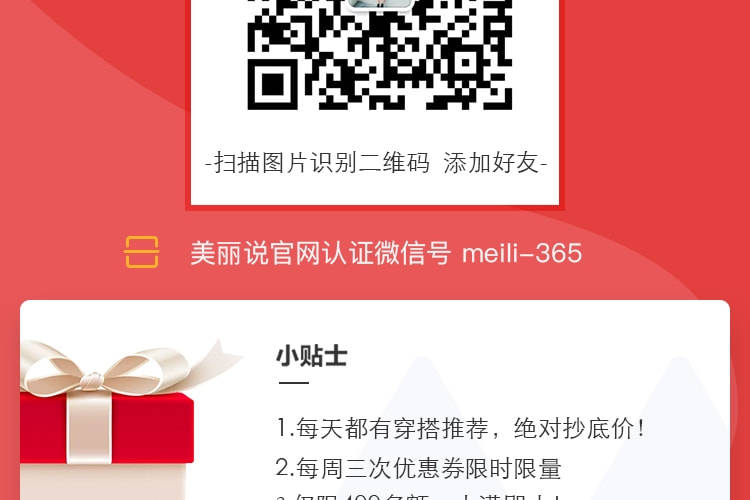 -扫描图片识别二维码 添加好友-
美丽说官网认证微信号 meili-365
小贴士
1.每天都有穿搭推荐，绝对抄底价!
2.每周三次优惠券限时限量